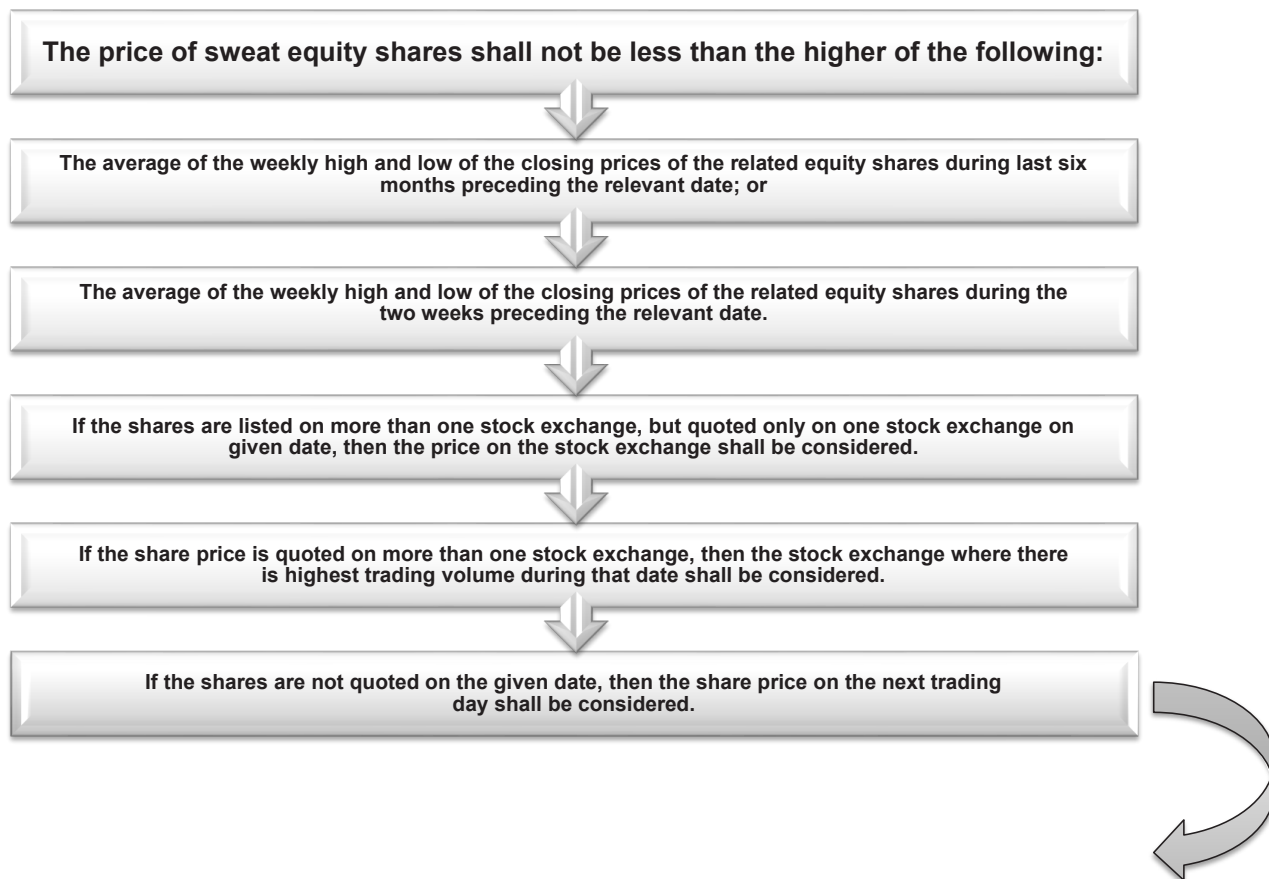 The price of sweat equity shares shall not be less than the higher of the following:
The average of the weekly high and low of the closing prices of the related equity shares during last six
months preceding the relevant date; or
The average of the weekly high and low of the closing prices of the related equity shares during the
two weeks preceding the relevant date.
If the shares are listed on more than one stock exchange, but quoted only on one stock exchange on
given date, then the price on the stock exchange shall be considered.
If the share price is quoted on more than one stock exchange, then the stock exchange where there
is highest trading volume during that date shall be considered.
If the shares are not quoted on the given date, then the share price on the next trading
day shall be considered.